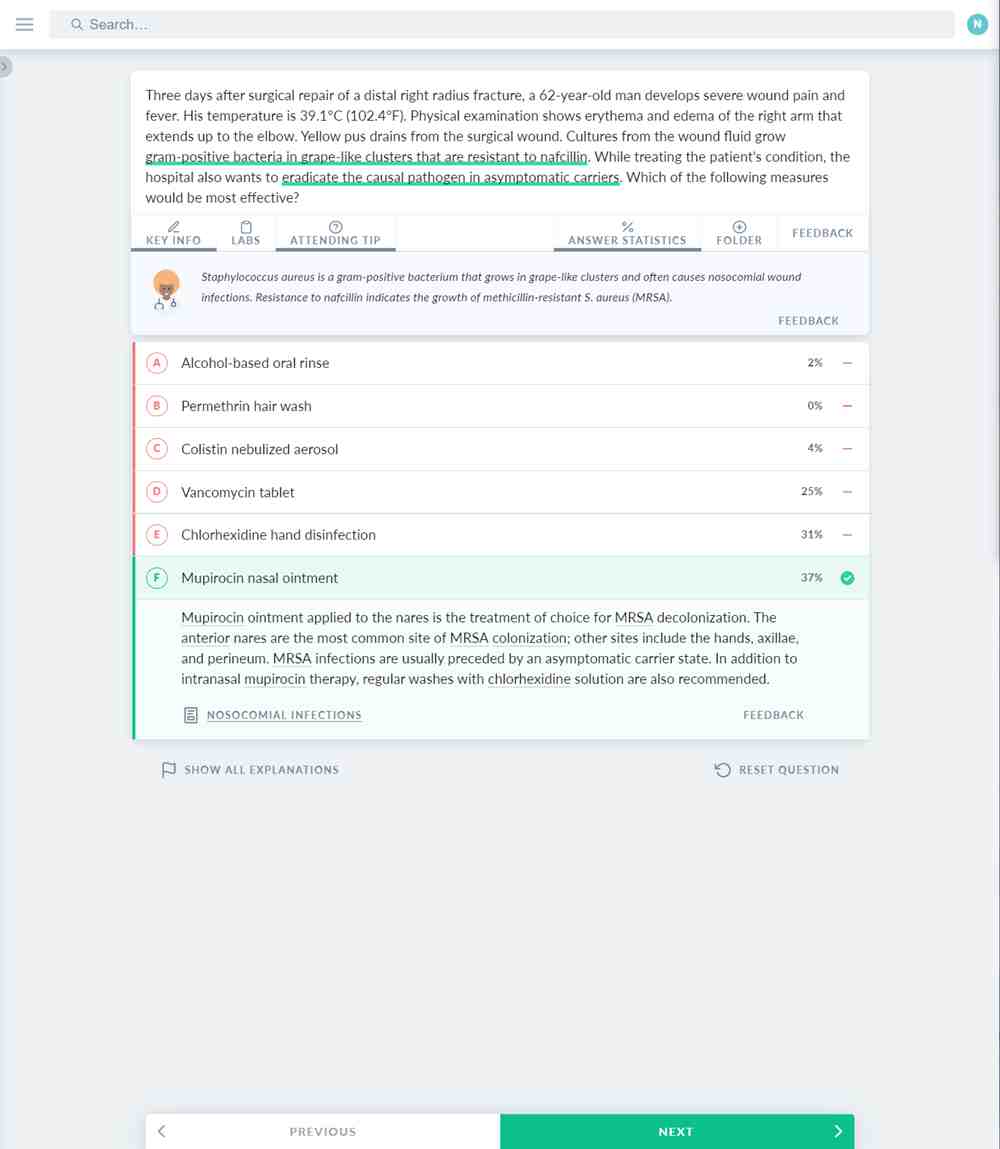 Search...
N
Three days after surgical repair of a distal right radius fracture, a 62-year-old man develops severe wound pain and
fever. His temperature is 39.1°C (102.4°F). Physical examination shows erythema and edema of the right arm that
extends up to the elbow. Yellow pus drains from the surgical wound. Cultures from the wound fluid grow
gram-positive bacteria in grape-like clusters that are resistant to nafcillin. While treating the patient's condition, the
hospital also wants to eradicate the causal pathogen in asymptomatic carriers. Which of the following measures
would be most effective?
KEY INFO LABS ATTENDING TIP ANSWER STATISTICS FOLDER FEEDBACK
Staphylococcus aureus is a gram-positive bacterium that grows in grape-like clusters and often causes nosocomial wound
infections. Resistance to nafcillin indicates the growth of methicillin-resistant S. aureus (MRSA).
FEEDBACK
A Alcohol-based oral rinse 2%
B Permethrin hair wash 0%
C Colistin nebulized aerosol 4%
D Vancomycin tablet 25%
E Chlorhexidine hand disinfection 31%
F Mupirocin nasal ointment 37%
Mupirocin ointment applied to the nares is the treatment of choice for MRSA decolonization. The
anterior nares are the most common site of MRSA colonization; other sites include the hands, axillae,
and perineum. MRSA infections are usually preceded by an asymptomatic carrier state. In addition to
intranasal mupirocin therapy, regular washes with chlorhexidine solution are also recommended.
NOSOCOMIAL INFECTIONS FEEDBACK
SHOW ALL EXPLANATIONS RESET QUESTION
PREVIOUS NEXT